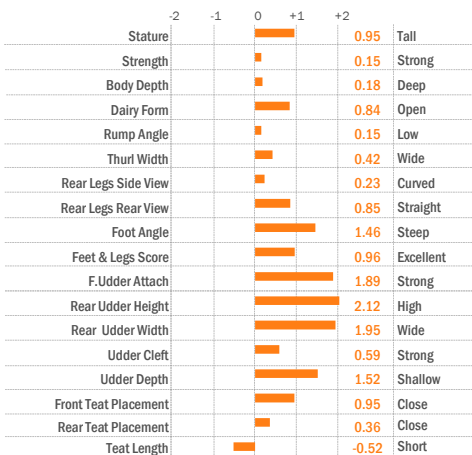 -2 -1 0 +1 +2
Stature 0.95 Tall
Strength 0.15 Strong
Body Depth 0.18 Deep
Dairy Form 0.84 Open
Rump Angle 0.15 Low
Thurl Width 0.42 Wide
Rear Legs Side View 0.23 Curved
Rear Legs Rear View 0.85 Straight
Foot Angle 1.46 Steep
Feet & Legs Score 0.96 Excellent
F.Udder Attach 1.89 Strong
Rear Udder Height 2.12 High
Rear Udder Width 1.95 Wide
Udder Cleft 0.59 Strong
Udder Depth 1.52 Shallow
Front Teat Placement 0.95 Close
Rear Teat Placement 0.36 Close
Teat Length -0.52 Short